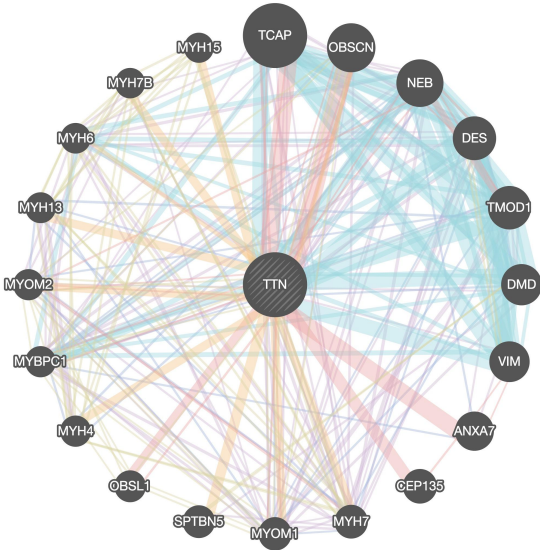 TCAP
MYH15
OBSCN
MYH7B
NEB
MYH6
DES
MYH13
TMOD1
MYOM2
TTN
DMD
MYBPC1
VIM
MYH4
ANXA7
OBSL1
CEP135
SPTBN5
MYOM1
MYH7